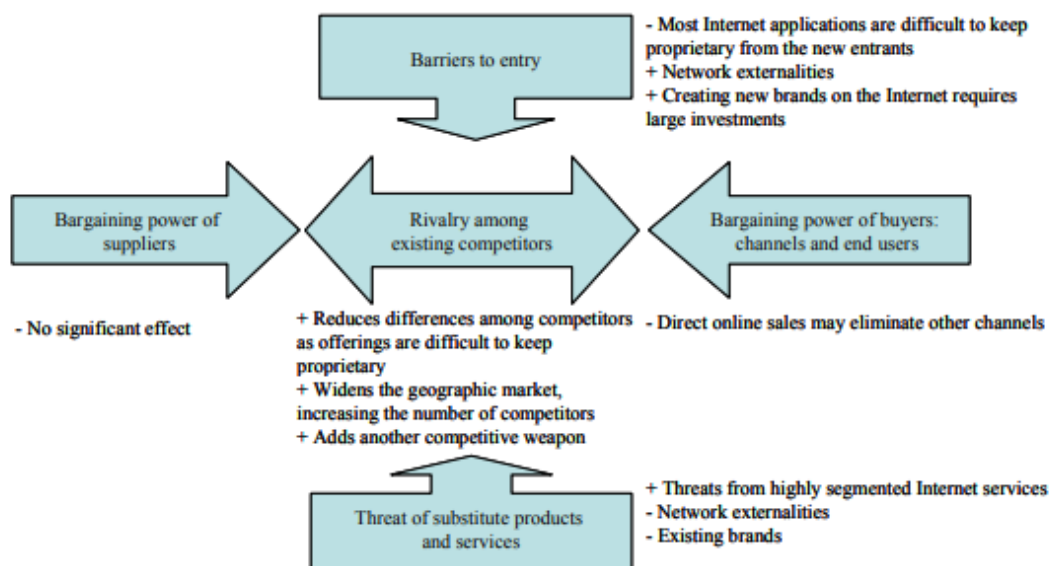 Barriers to entry
- Most Internet applications are difficult to keep
proprietary from the new entrants
+ Network externalities
+ Creating new brands on the Internet requires
large investments
Bargaining power of
suppliers
Rivalry among
existing competitors
Bargaining power of buyers:
channels and end users
- No significant effect
+ Reduces differences among competitors
as offerings are difficult to keep
proprietary
+ Widens the geographic market,
increasing the number of competitors
+ Adds another competitive weapon
- Direct online sales may eliminate other channels
Threat of substitute products
and services
+ Threats from highly segmented Internet services
- Network externalities
- Existing brands